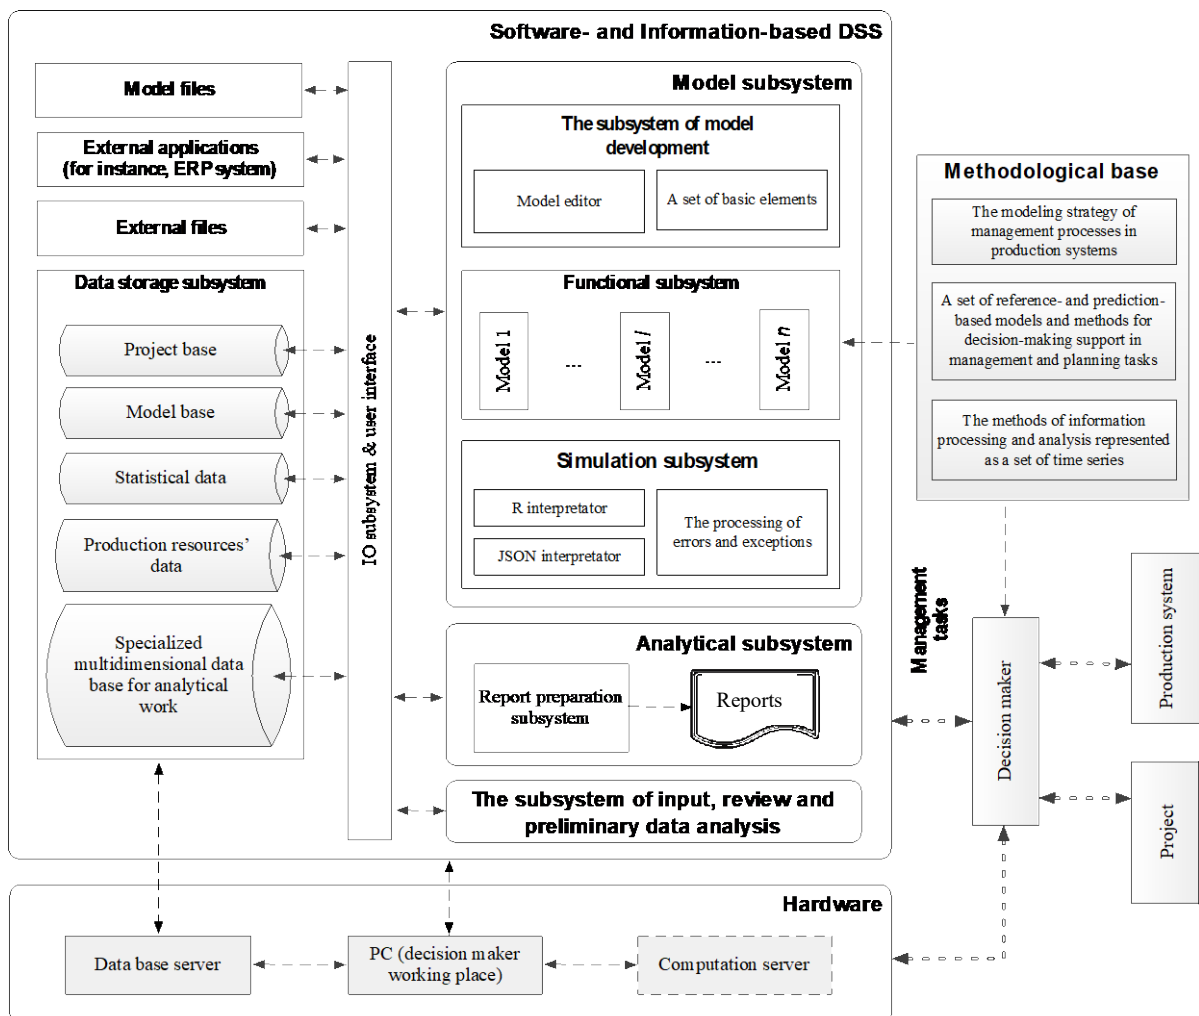 Software- and Information-based DSS
Model files
External applications
(for instance, ERP system)
External files
Data storage subsystem
Project base
Model base
Statistical data
Production resources’
data
Specialized
multidimensional data
base for analytical
work
IO subsystem & user interface
Model subsystem
The subsystem of model
development
Model editor
A set of basic elements
Functional subsystem
Model 1
...
Model i
...
Model n
Simulation subsystem
R interpretator
JSON interpretator
The processing of
errors and exceptions
Analytical subsystem
Report preparation
subsystem
Reports
The subsystem of input, review and
preliminary data analysis
Methodological base
The modeling strategy of
management processes in
production systems
A set of reference- and prediction-
based models and methods for
decision-making support in
management and planning tasks
The methods of information
processing and analysis represented
as a set of time series
Management
tasks
Decision maker
Production system
Project
Hardware
Data base server
PC (decision maker
working place)
Computation server